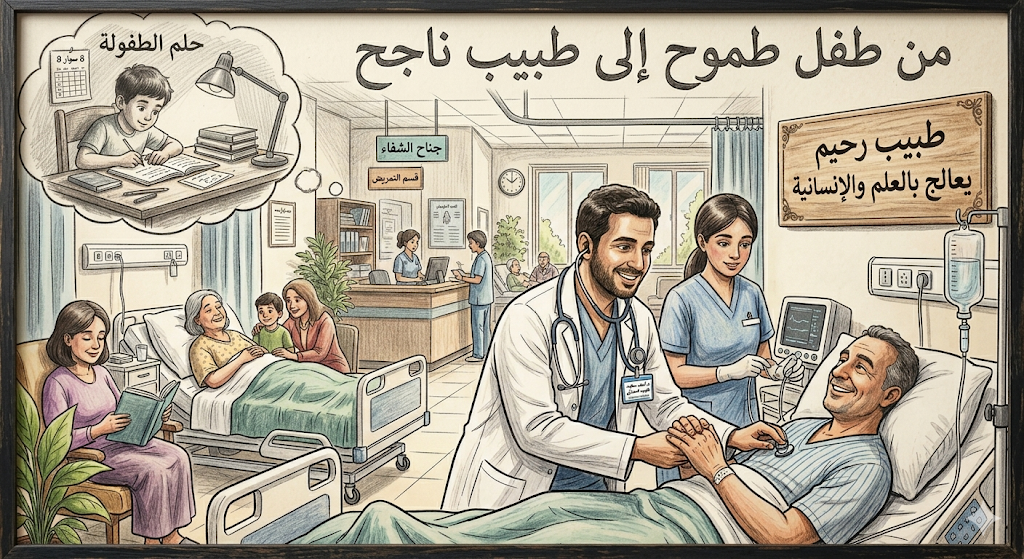 من طفل طموح إلى طبيب ناجح
حلم الطفولة
جناح الشفاء
قسم التمريض
طبيب رحيم
يعالج بالعلم والإنسانية